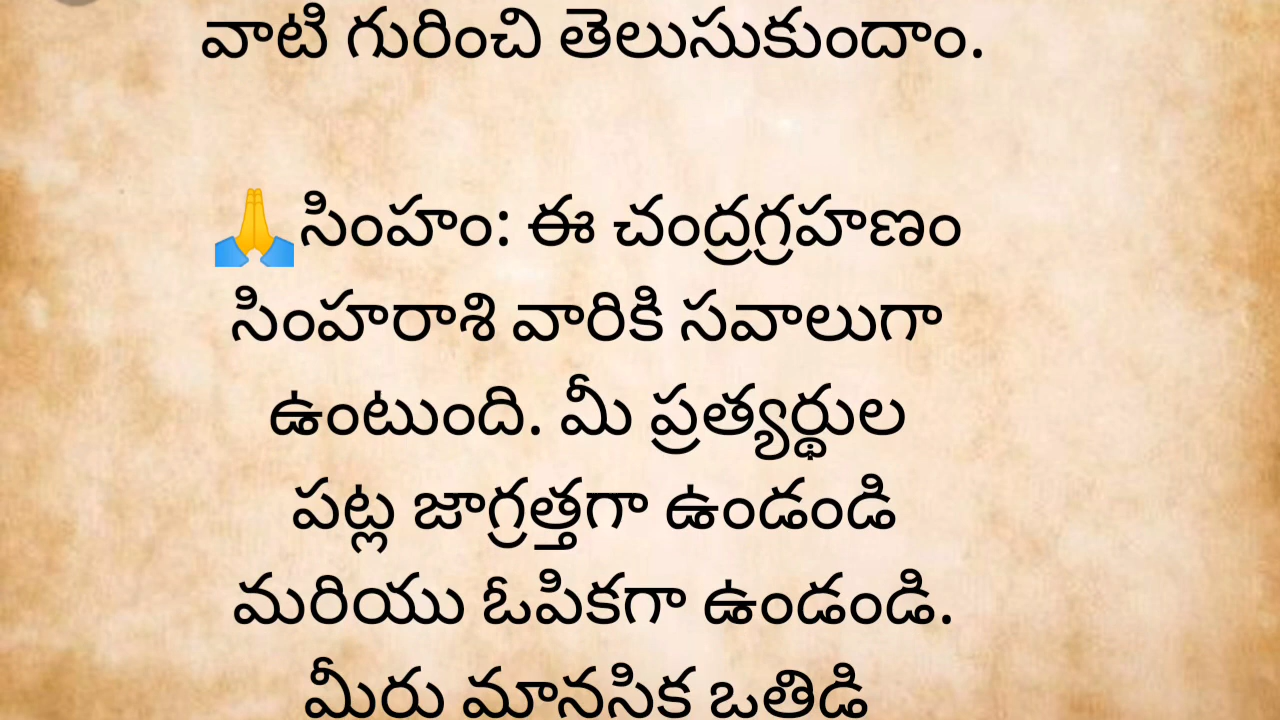 వాటి గురించి తెలుసుకుందాం.
🙏సింహం: ఈ చంద్రగ్రహణం
సింహరాశి వారికి సవాలుగా
ఉంటుంది. మీ ప్రత్యర్థుల
పట్ల జాగ్రత్తగా ఉండండి
మరియు ఓపికగా ఉండండి.
మీరు మానసిక ఒతిడి